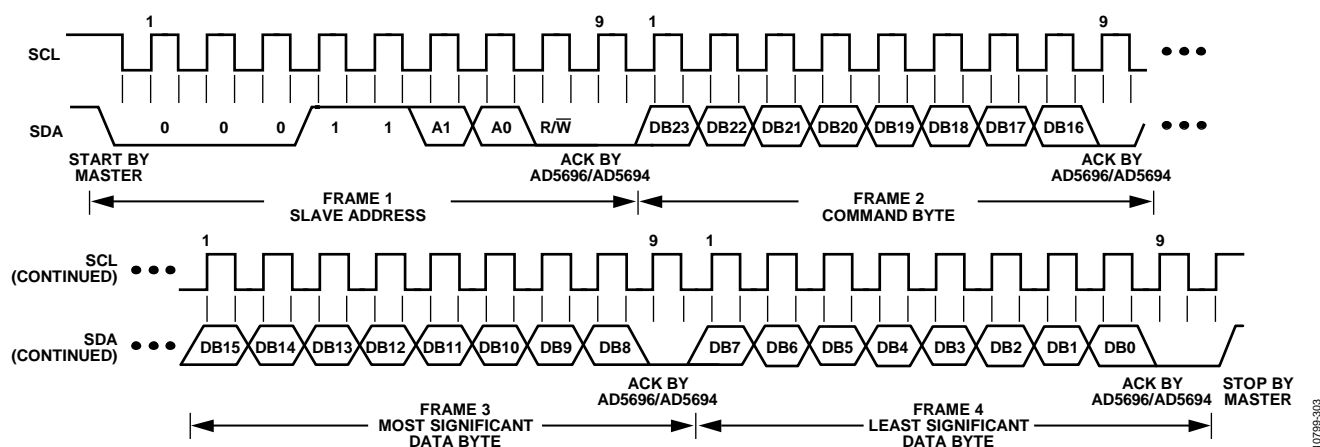 1 9 1 9
SCL
SDA 0 0 0 1 1 A1 A0 R/W̅ DB23 DB22 DB21 DB20 DB19 DB18 DB17 DB16
START BY
MASTER
ACK BY
AD5696/AD5694
ACK BY
AD5696/AD5694
FRAME 1
SLAVE ADDRESS
FRAME 2
COMMAND BYTE
1 9 1 9
SCL
(CONTINUED)
SDA
(CONTINUED)
DB15 DB14 DB13 DB12 DB11 DB10 DB9 DB8 DB7 DB6 DB5 DB4 DB3 DB2 DB1 DB0
ACK BY
AD5696/AD5694
ACK BY
AD5696/AD5694
STOP BY
MASTER
FRAME 3
MOST SIGNIFICANT
DATA BYTE
FRAME 4
LEAST SIGNIFICANT
DATA BYTE
10799-303